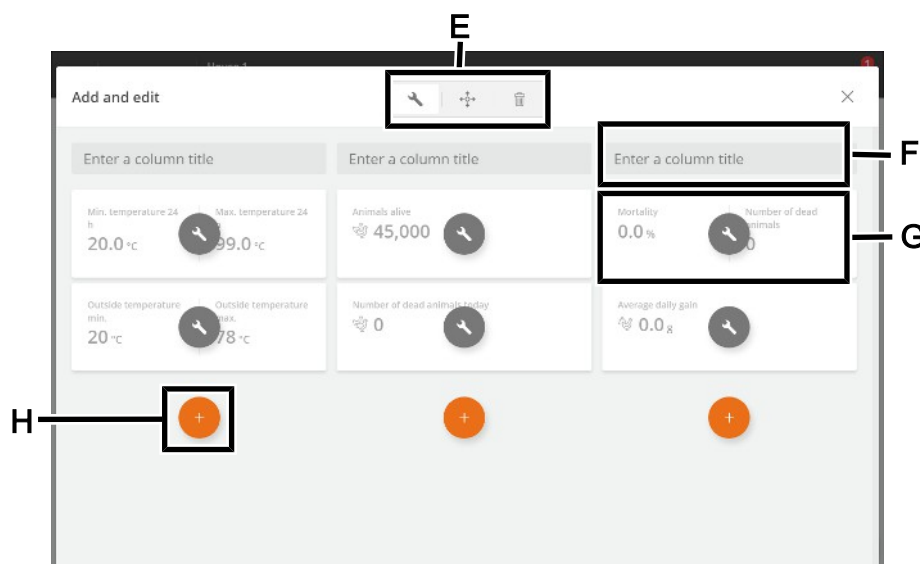 E
1
Add and edit
Enter a column title
Enter a column title
Enter a column title
F
Min. temperature 24
h
20.0 °C
Max. temperature 24
99.0 °C
Animals alive
45,000
Mortality
0.0 %
Number of dead
animals
0
G
Outside temperature
min.
20 °C
Outside temperature
max.
78 °C
Number of dead animals today
0
Average daily gain
0.0 g
H
+
+
+